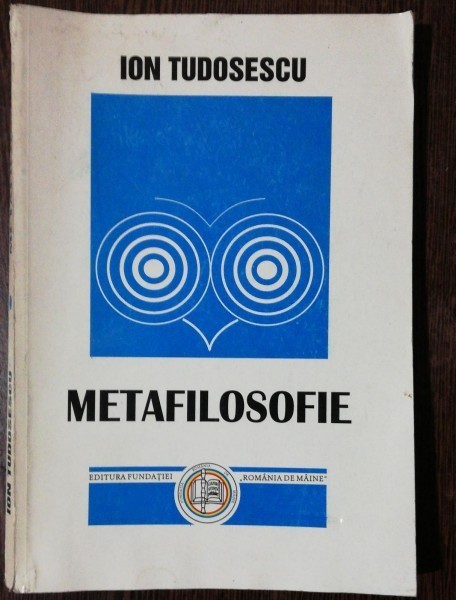 ION TUDOSESCU
METAFILOSOFIE
EDITURA FUNDAȚIEI „ROMÂNIA DE MÂINE”
ION TUDOSESCU